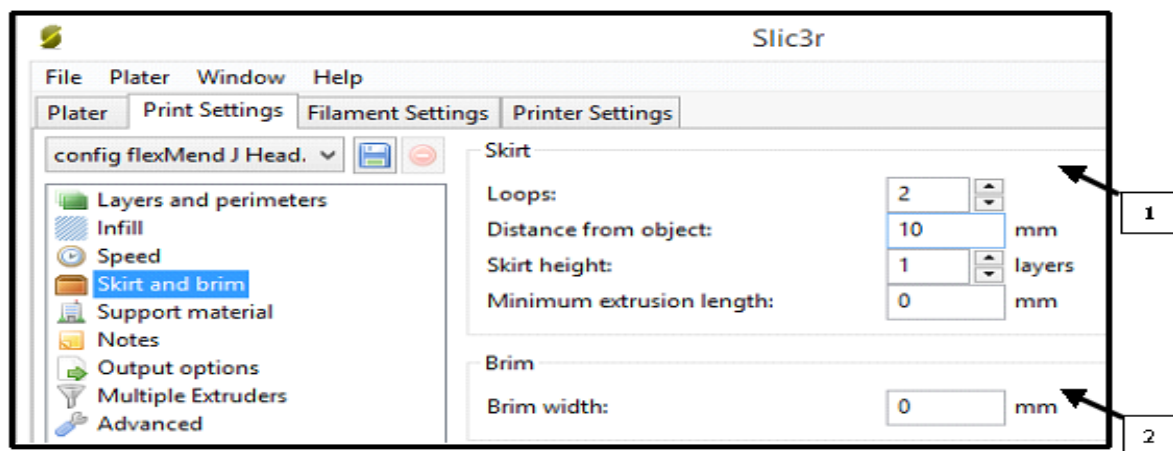 Slic3r
File Plater Window Help
Plater Print Settings Filament Settings Printer Settings
config flexMend J Head.
Layers and perimeters
Infill
Speed
Skirt and brim
Support material
Notes
Output options
Multiple Extruders
Advanced
Skirt
Loops: 2
Distance from object: 10 mm
Skirt height: 1 layers
Minimum extrusion length: 0 mm
Brim
Brim width: 0 mm
1
2